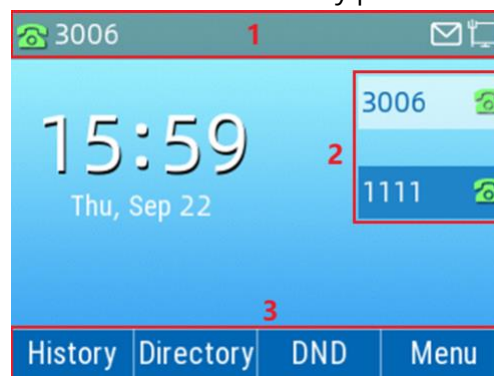 3006 1
3006
15:59 2
1111
Thu, Sep 22
3
History Directory DND Menu